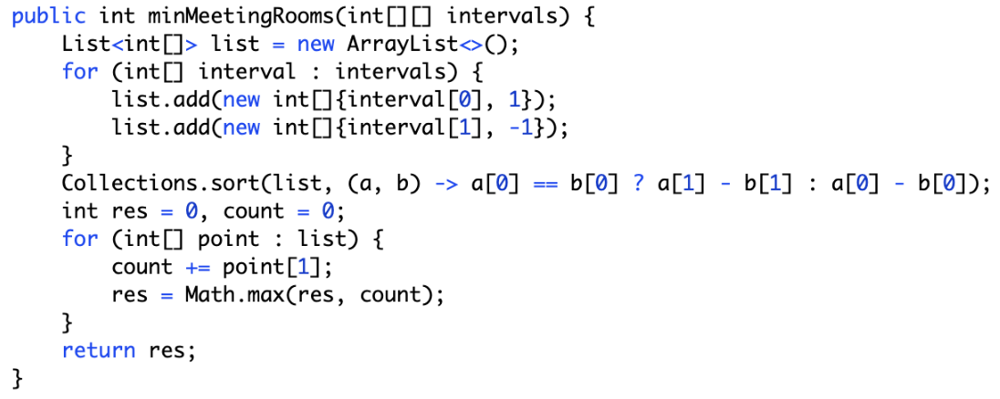 public int minMeetingRooms(int[][] intervals) {
    List<int[]> list = new ArrayList<>();
    for (int[] interval : intervals) {
        list.add(new int[]{interval[0], 1});
        list.add(new int[]{interval[1], -1});
    }
    Collections.sort(list, (a, b) -> a[0] == b[0] ? a[1] - b[1] : a[0] - b[0]);
    int res = 0, count = 0;
    for (int[] point : list) {
        count += point[1];
        res = Math.max(res, count);
    }
    return res;
}